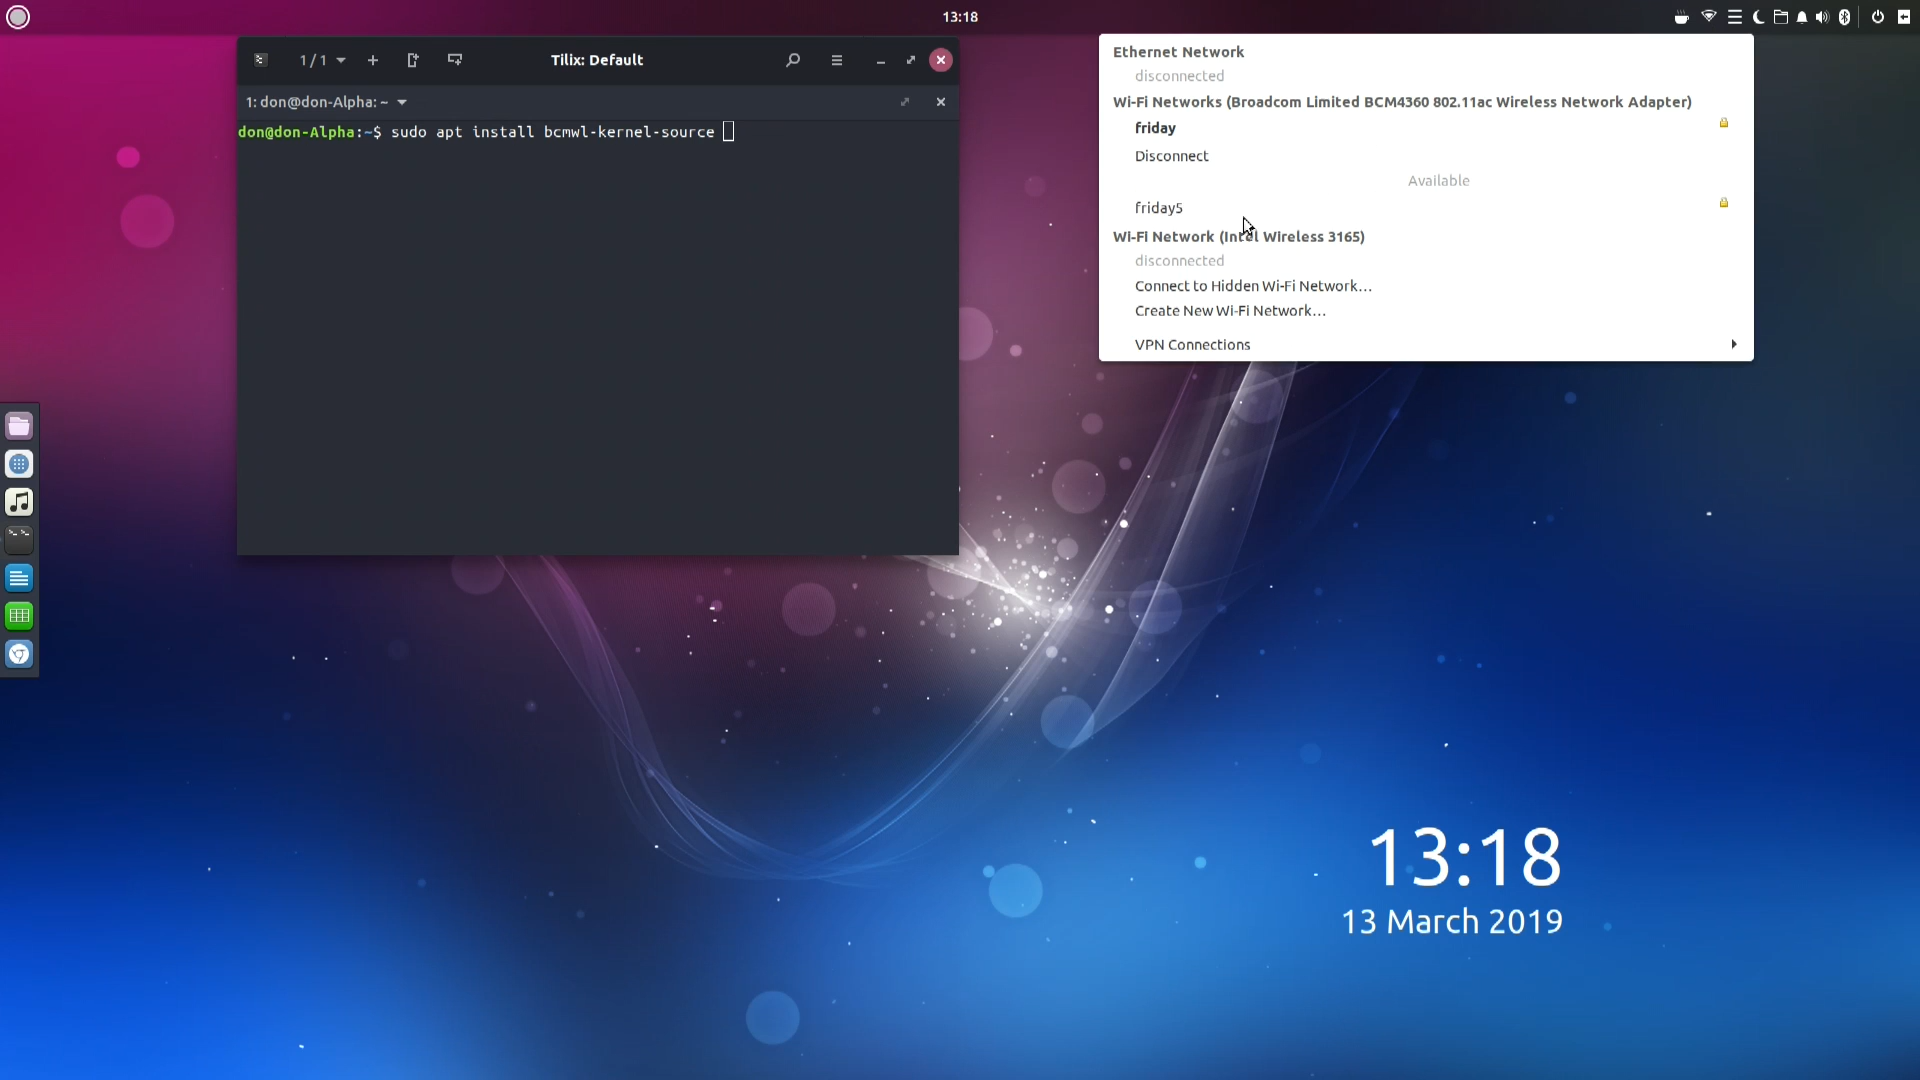 13:18
1 / 1
Tilix: Default
1: don@don-Alpha: ~
don@don-Alpha:~$ sudo apt install bcmwl-kernel-source
Ethernet Network
disconnected
Wi-Fi Networks (Broadcom Limited BCM4360 802.11ac Wireless Network Adapter)
friday
Disconnect
Available
friday5
Wi-Fi Network (Intel Wireless 3165)
disconnected
Connect to Hidden Wi-Fi Network...
Create New Wi-Fi Network...
VPN Connections
13:18
13 March 2019